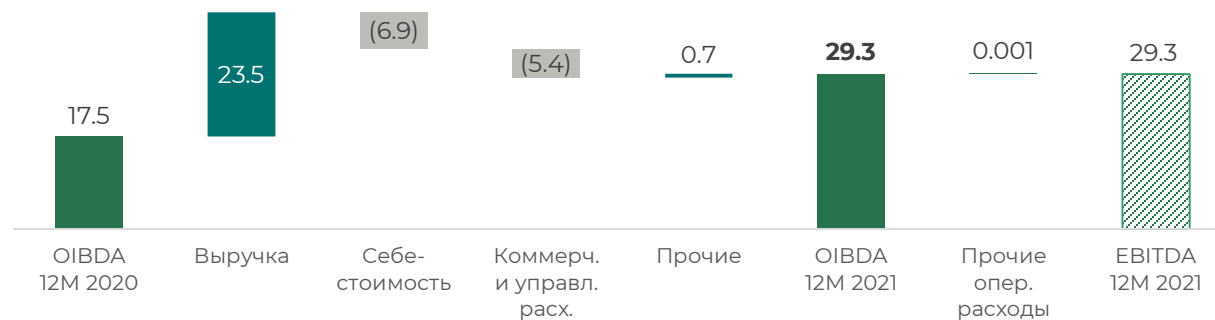 17.5
23.5
(6.9)
(5.4)
0.7
29.3
0.001
29.3
OIBDA
12M 2020
Выручка
Себе-
стоимость
Коммерч.
и управл.
расх.
Прочие
OIBDA
12M 2021
Прочие
опер.
расходы
EBITDA
12M 2021